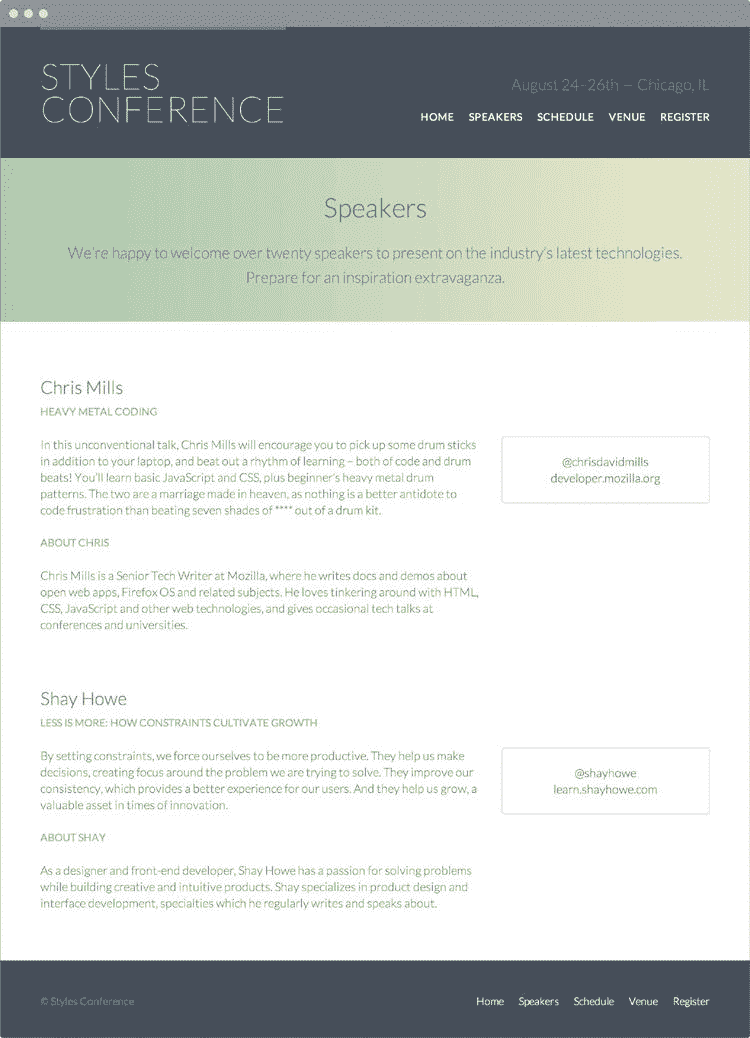 STYLES
CONFERENCE
August 24-26th — Chicago, IL
HOME SPEAKERS SCHEDULE VENUE REGISTER
Speakers
We're happy to welcome over twenty speakers to present on the industry's latest technologies.
Prepare for an inspiration extravaganza.
Chris Mills
HEAVY METAL CODING
In this unconventional talk, Chris Mills will encourage you to pick up some drum sticks
in addition to your laptop, and beat out a rhythm of learning – both of code and drum
beats! You'll learn basic JavaScript and CSS, plus beginner's heavy metal drum
patterns. The two are a marriage made in heaven, as nothing is a better antidote to
code frustration than beating seven shades of **** out of a drum kit.
@chrisdavidmills
developer.mozilla.org
ABOUT CHRIS
Chris Mills is a Senior Tech Writer at Mozilla, where he writes docs and demos about
open web apps, Firefox OS and related subjects. He loves tinkering around with HTML,
CSS, JavaScript and other web technologies, and gives occasional tech talks at
conferences and universities.
Shay Howe
LESS IS MORE: HOW CONSTRAINTS CULTIVATE GROWTH
By setting constraints, we force ourselves to be more productive. They help us make
decisions, creating focus around the problem we are trying to solve. They improve our
consistency, which provides a better experience for our users. And they help us grow, a
valuable asset in times of innovation.
@shayhowe
learn.shayhowe.com
ABOUT SHAY
As a designer and front-end developer, Shay Howe has a passion for solving problems
while building creative and intuitive products. Shay specializes in product design and
interface development, specialties which he regularly writes and speaks about.
© Styles Conference
Home Speakers Schedule Venue Register